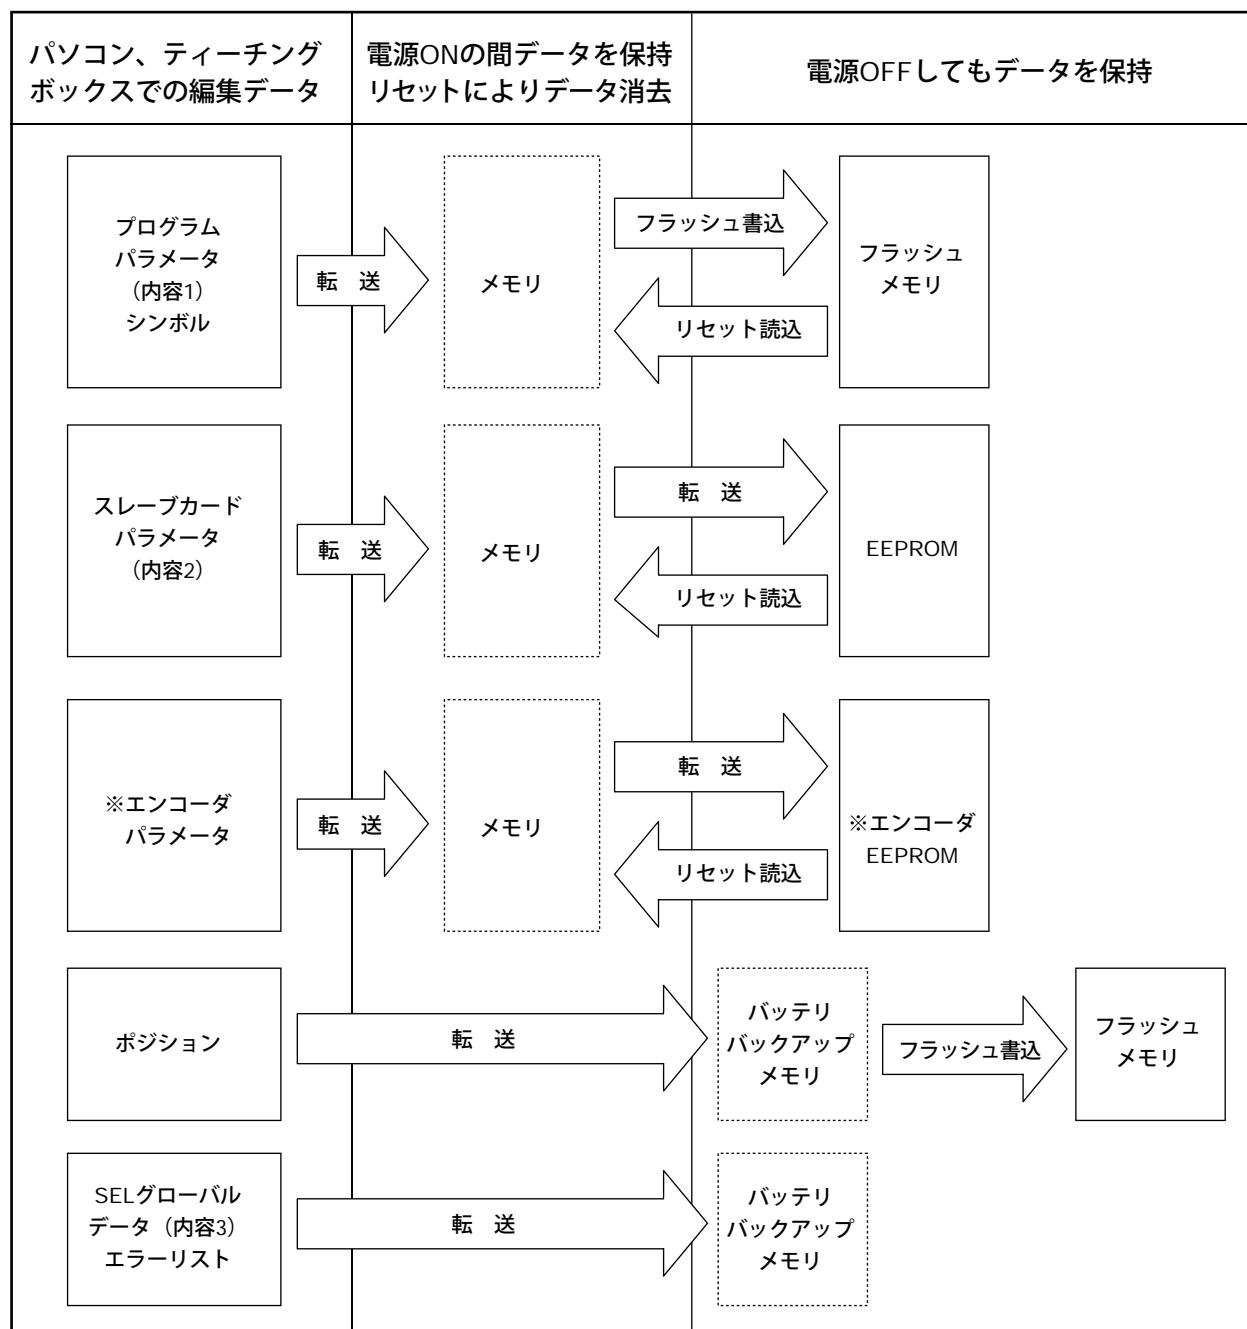 パソコン、ティーチング
ボックスでの編集データ
電源ONの間データを保持
リセットによりデータ消去
電源OFFしてもデータを保持
プログラム
パラメータ
(内容1)
シンボル
転 送
メモリ
フラッシュ書込
リセット読込
フラッシュ
メモリ
スレーブカード
パラメータ
(内容2)
転 送
メモリ
転 送
リセット読込
EEPROM
※エンコーダ
パラメータ
転 送
メモリ
転 送
リセット読込
※エンコーダ
EEPROM
ポジション
転 送
バッテリ
バックアップ
メモリ
フラッシュ書込
フラッシュ
メモリ
SELグローバル
データ(内容3)
エラーリスト
転 送
バッテリ
バックアップ
メモリ